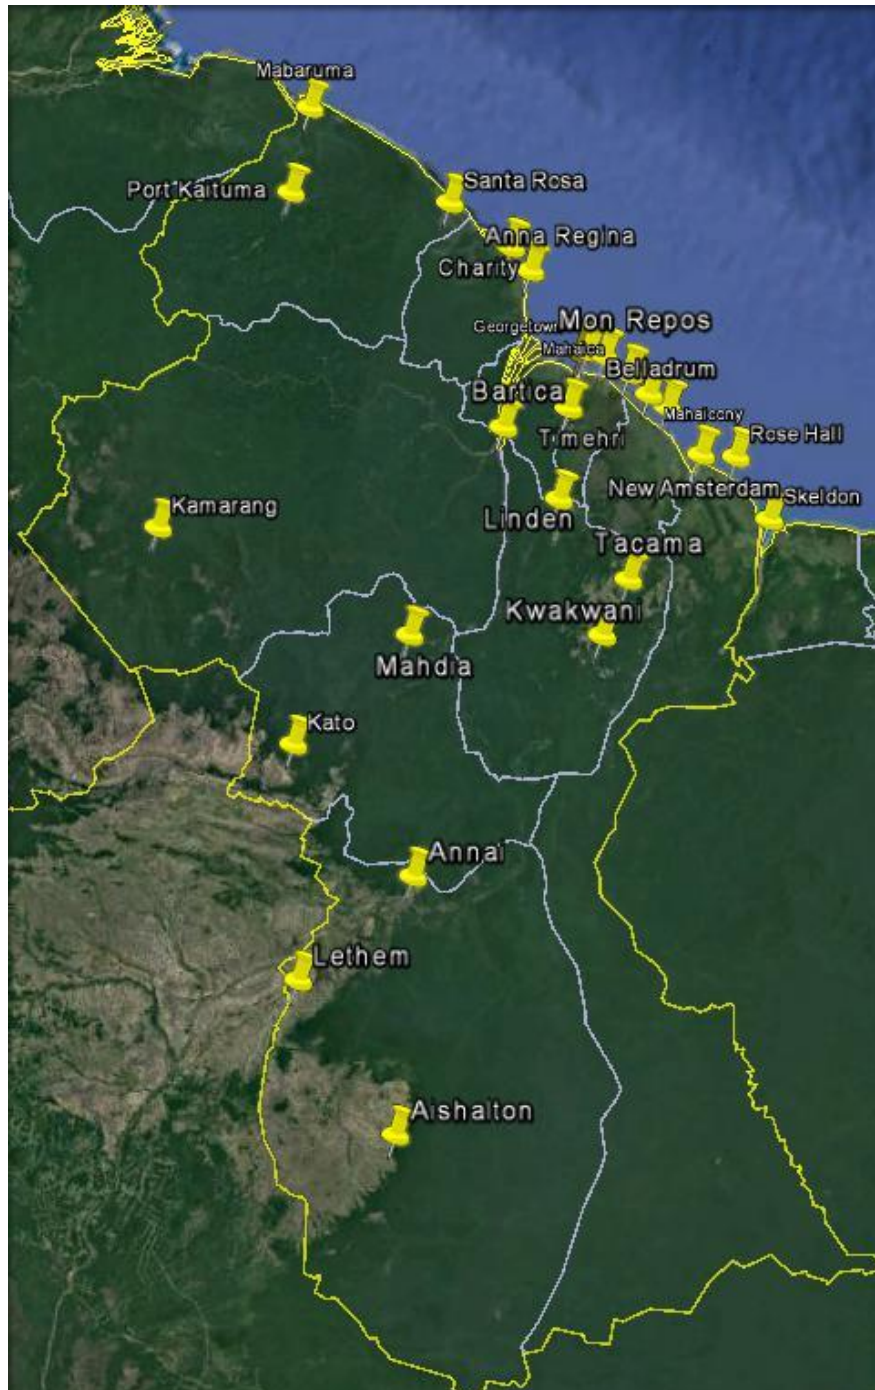 Mabaruma
Port Kaituma
Santa Rosa
Anna Regina
Charity
Georgetown
Mon Repos
Mahaica
Belladrum
Bartica
Mahaicony
Timehri
Rose Hall
New Amsterdam
Skeldon
Kamarang
Linden
Tacama
Kwakwani
Mahdia
Kato
Annai
Lethem
Aishalton